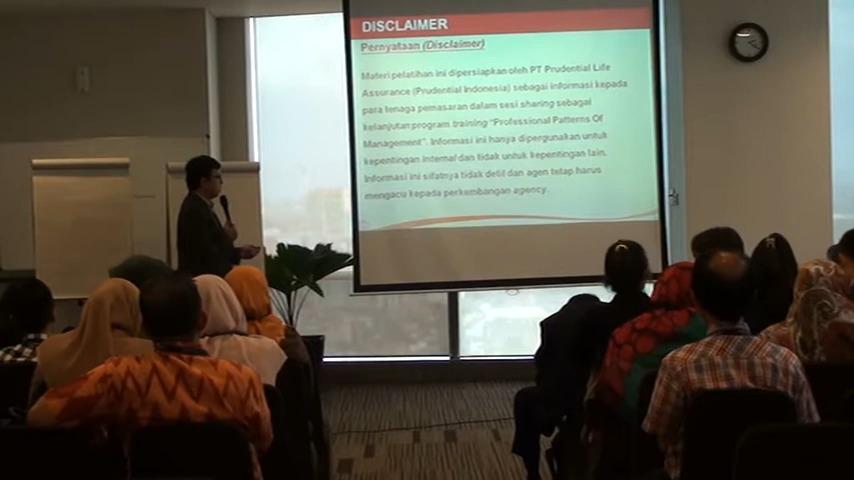 DISCLAIMER
Pernyataan (Disclaimer)
Materi pelatihan ini dipersiapkan oleh PT Prudential Life
Assurance (Prudential Indonesia) sebagai informasi kepada
para tenaga pemasaran dalam sesi sharing sebagai
kelanjutan program training “Professional Patterns Of
Management”. Informasi ini hanya dipergunakan untuk
kepentingan internal dan tidak untuk kepentingan lain.
Informasi ini sifatnya tidak detil dan agen tetap harus
mengacu kepada perkembangan agency.